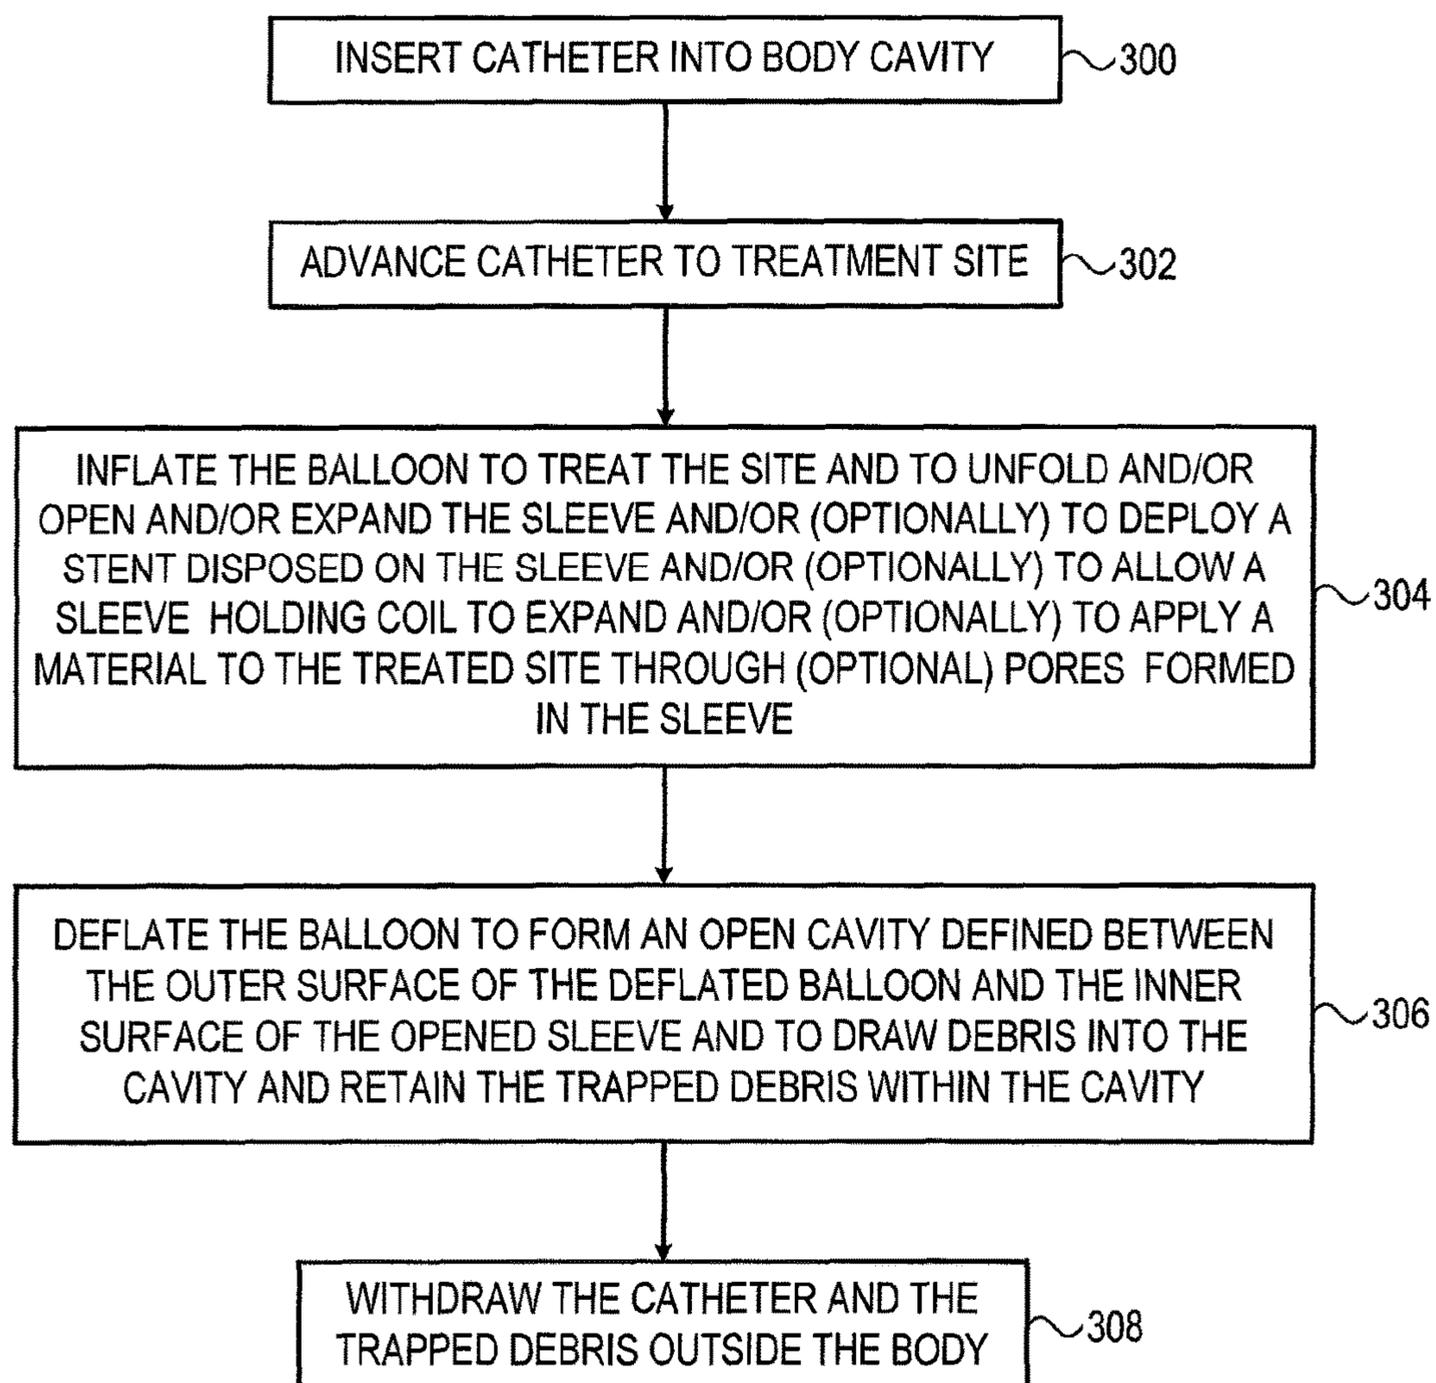 INSERT CATHETER INTO BODY CAVITY
300
ADVANCE CATHETER TO TREATMENT SITE
302
INFLATE THE BALLOON TO TREAT THE SITE AND TO UNFOLD AND/OR
OPEN AND/OR EXPAND THE SLEEVE AND/OR (OPTIONALLY) TO DEPLOY A
STENT DISPOSED ON THE SLEEVE AND/OR (OPTIONALLY) TO ALLOW A
SLEEVE HOLDING COIL TO EXPAND AND/OR (OPTIONALLY) TO APPLY A
MATERIAL TO THE TREATED SITE THROUGH (OPTIONAL) PORES FORMED
IN THE SLEEVE
304
DEFLATE THE BALLOON TO FORM AN OPEN CAVITY DEFINED BETWEEN
THE OUTER SURFACE OF THE DEFLATED BALLOON AND THE INNER
SURFACE OF THE OPENED SLEEVE AND TO DRAW DEBRIS INTO THE
CAVITY AND RETAIN THE TRAPPED DEBRIS WITHIN THE CAVITY
306
WITHDRAW THE CATHETER AND THE
TRAPPED DEBRIS OUTSIDE THE BODY
308